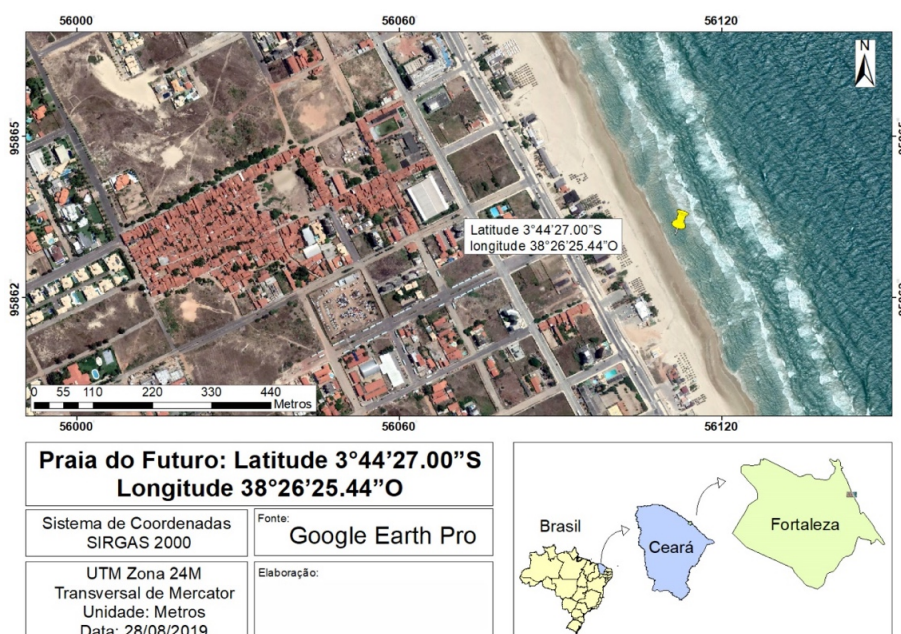 56000 56060 56120
N
95865 95865
Latitude 3°44'27.00”S
longitude 38°26'25.44”O
95862 95862
0 55 110 220 330 440
Metros
56000 56060 56120
Praia do Futuro: Latitude 3°44'27.00”S
Longitude 38°26'25.44”O
Sistema de Coordenadas
SIRGAS 2000
Fonte:
Google Earth Pro
UTM Zona 24M
Transversal de Mercator
Unidade: Metros
Data: 28/08/2019
Elaboração:
Brasil
Ceará
Fortaleza